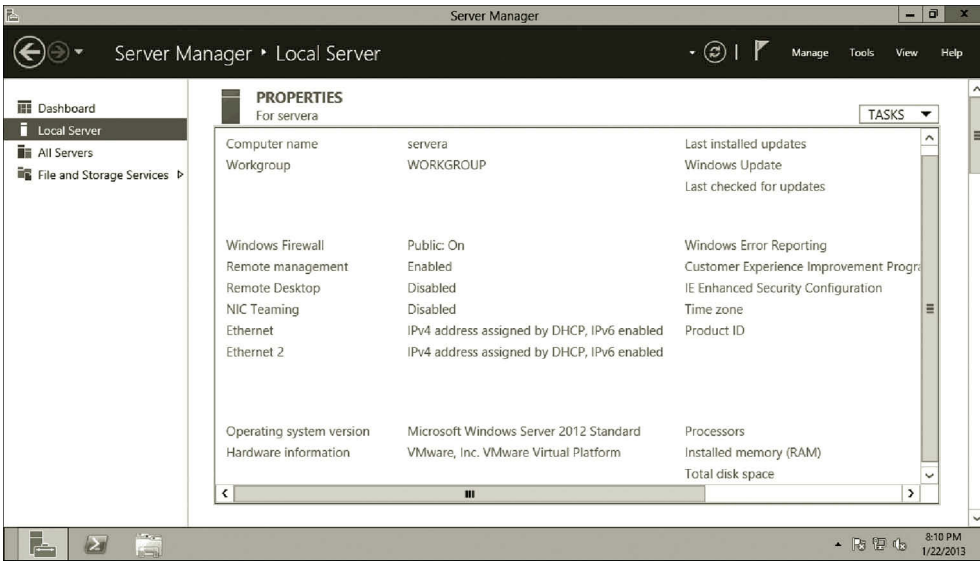 Server Manager
Server Manager ‣ Local Server
Manage Tools View Help
Dashboard
Local Server
All Servers
File and Storage Services
PROPERTIES
For servera
TASKS
Computer name servera Last installed updates
Workgroup WORKGROUP Windows Update
Last checked for updates
Windows Firewall Public: On Windows Error Reporting
Remote management Enabled Customer Experience Improvement Progra
Remote Desktop Disabled IE Enhanced Security Configuration
NIC Teaming Disabled Time zone
Ethernet IPv4 address assigned by DHCP, IPv6 enabled Product ID
Ethernet 2 IPv4 address assigned by DHCP, IPv6 enabled
Operating system version Microsoft Windows Server 2012 Standard Processors
Hardware information VMware, Inc. VMware Virtual Platform Installed memory (RAM)
Total disk space
8:10 PM
1/22/2013